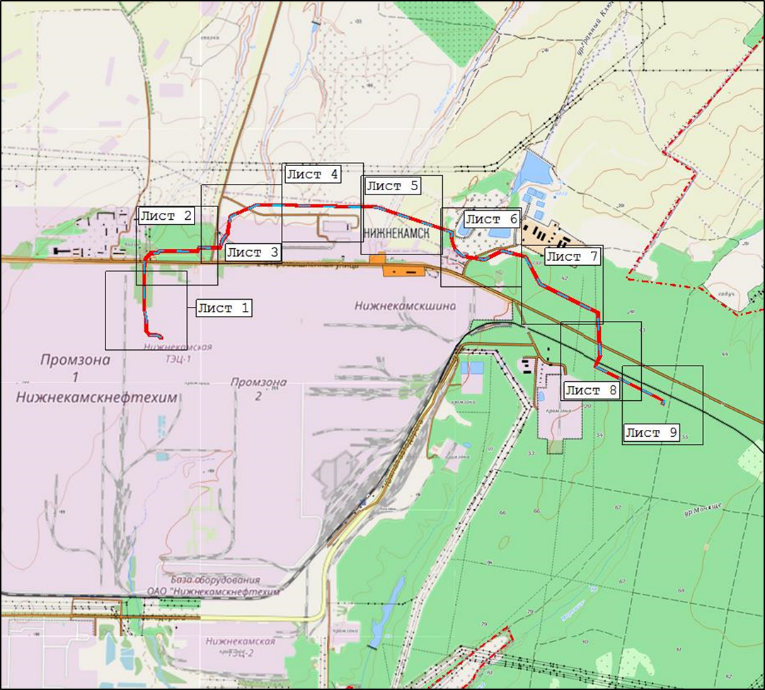 Лист 4
Лист 5
Лист 2
Лист 6
НИЖНЕКАМСК
Лист 3
Лист 7
Лист 1
Нижнекамскшина
Нижнекамская
ТЭЦ-1
Промзона
1
Нижнекамскнефтехим
Промзона
2
Лист 8
Лист 9
База оборудования
ОАО "Нижнекамскнефтехим
Нижнекамская
ТЭЦ-2